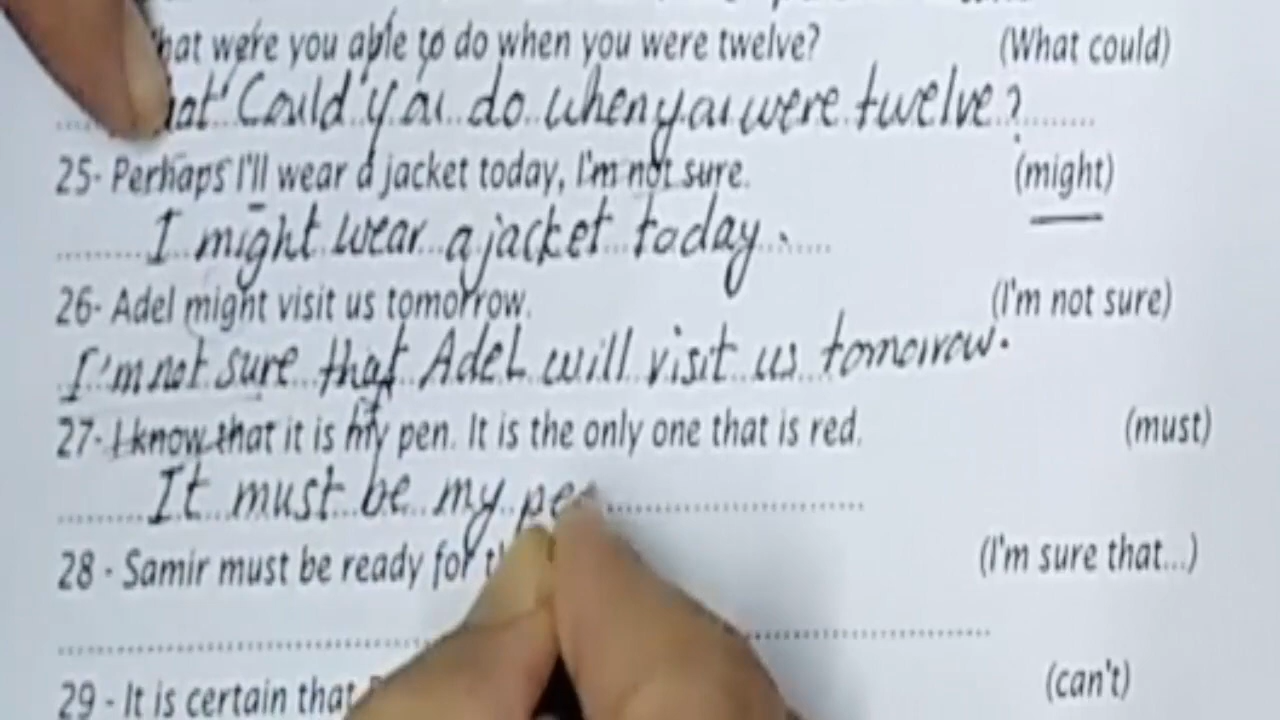 hat were you able to do when you were twelve? (What could)
hat Could you do when you were twelve?
25- Perhaps I'll wear a jacket today, I'm not sure. (might)
I might wear a jacket today.
26- Adel might visit us tomorrow. (I'm not sure)
I'm not sure that Adel will visit us tomorrow.
27- I know that it is my pen. It is the only one that is red. (must)
It must be my pe
28 - Samir must be ready for t (I'm sure that...)
29 - It is certain that (can't)